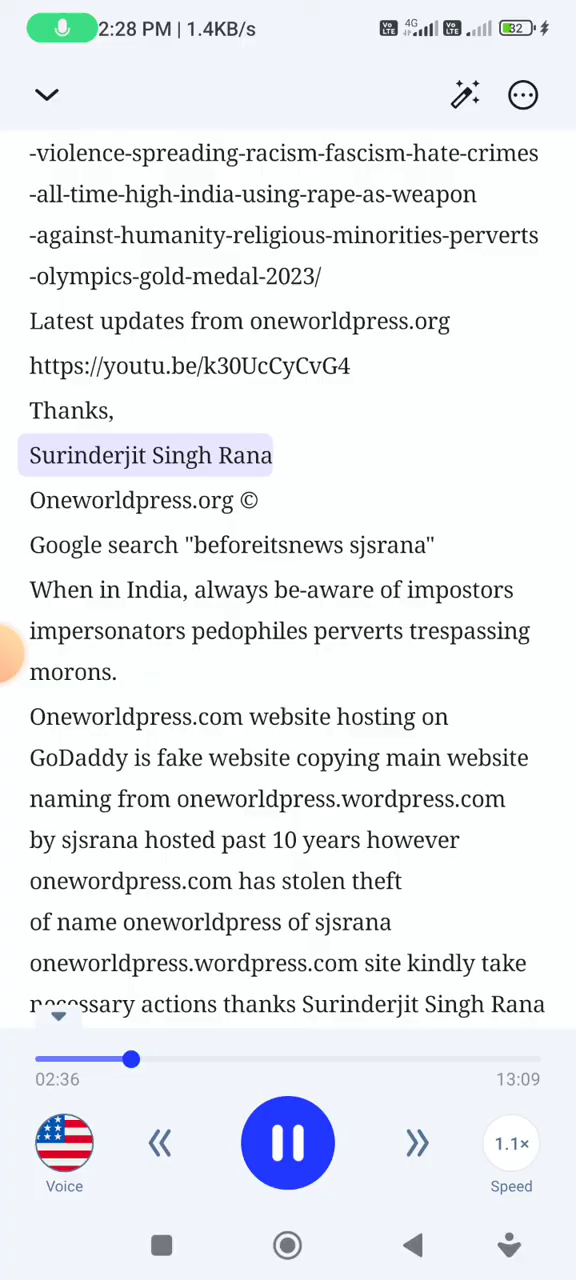 2:28 PM | 1.4KB/s
Vo LTE 4G Vo LTE 32
-violence-spreading-racism-fascism-hate-crimes
-all-time-high-india-using-rape-as-weapon
-against-humanity-religious-minorities-perverts
-olympics-gold-medal-2023/
Latest updates from oneworldpress.org
https://youtu.be/k30UcCyCvG4
Thanks,
Surinderjit Singh Rana
Oneworldpress.org ©
Google search "beforeitsnews sjsrana"
When in India, always be-aware of impostors
impersonators pedophiles perverts trespassing
morons.
Oneworldpress.com website hosting on
GoDaddy is fake website copying main website
naming from oneworldpress.wordpress.com
by sjsrana hosted past 10 years however
onewordpress.com has stolen theft
of name oneworldpress of sjsrana
oneworldpress.wordpress.com site kindly take
necessary actions thanks Surinderjit Singh Rana
02:36
13:09
1.1×
Voice
Speed